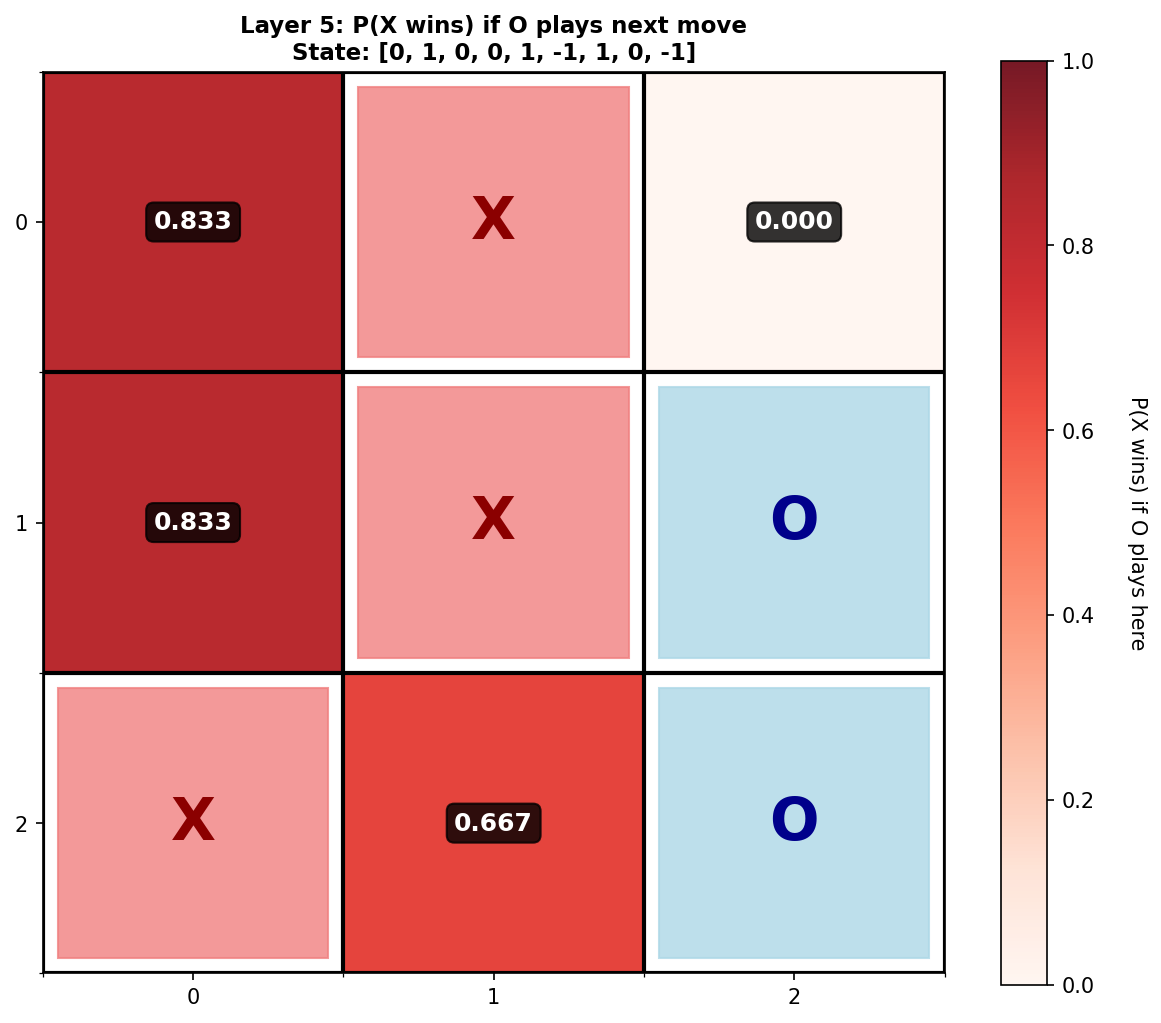 Layer 5: P(X wins) if O plays next move
State: [0, 1, 0, 0, 1, -1, 1, 0, -1]
0.833
X
0.000
0.833
X
O
X
0.667
O
0
1
2
0
1
2
1.0
0.8
0.6
0.4
0.2
0.0
P(X wins) if O plays here